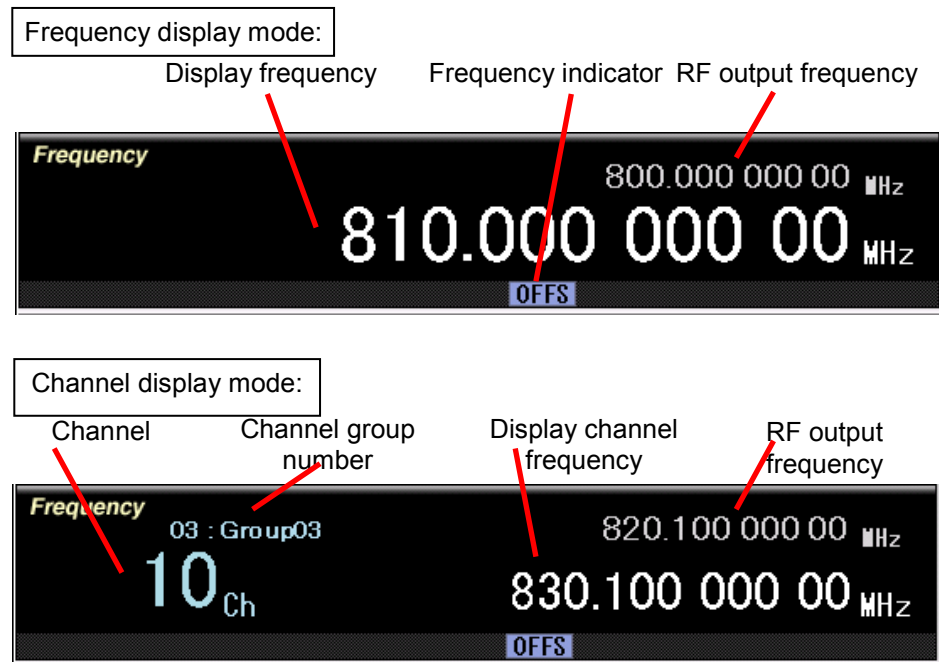 Frequency display mode:
Display frequency Frequency indicator RF output frequency
Frequency
800.000 000 00 MHz
810.000 000 00 MHz
OFFS
Channel display mode:
Channel Channel group number Display channel frequency RF output frequency
Frequency
03 : Group03
820.100 000 00 MHz
10 Ch
830.100 000 00 MHz
OFFS